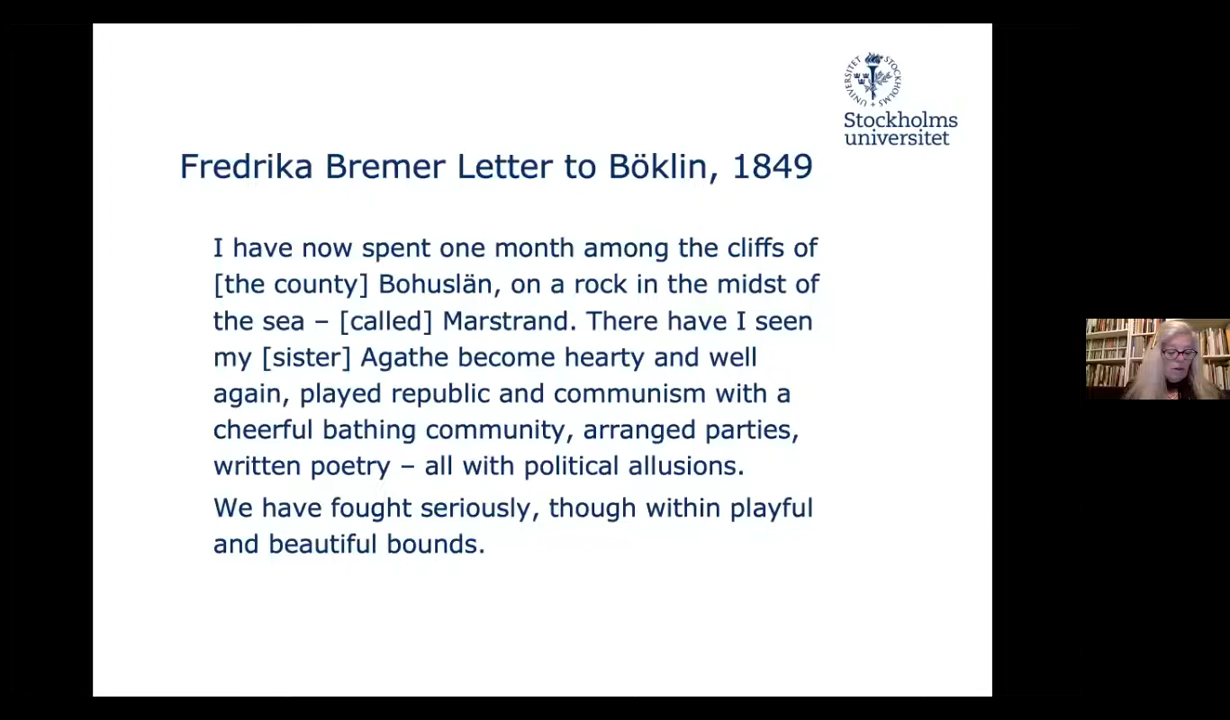 STOCKHOLMS UNIVERSITET
Stockholms
universitet
Fredrika Bremer Letter to Böklin, 1849
I have now spent one month among the cliffs of
[the county] Bohuslän, on a rock in the midst of
the sea – [called] Marstrand. There have I seen
my [sister] Agathe become hearty and well
again, played republic and communism with a
cheerful bathing community, arranged parties,
written poetry – all with political allusions.
We have fought seriously, though within playful
and beautiful bounds.